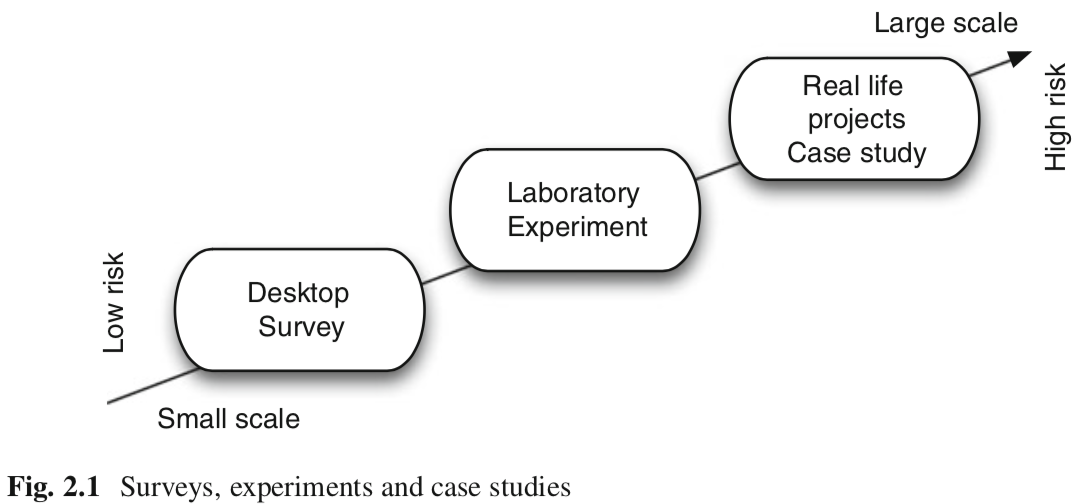 Large scale
High risk
Real life
projects
Case study
Laboratory
Experiment
Low risk
Desktop
Survey
Small scale
Fig. 2.1 Surveys, experiments and case studies